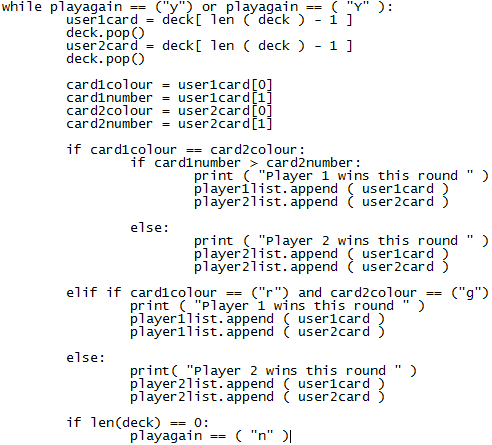 while playagain == ("y") or playagain == ( "Y" ):
user1card = deck[ len ( deck ) - 1 ]
deck.pop()
user2card = deck[ len ( deck ) - 1 ]
deck.pop()
card1colour = user1card[0]
card1number = user1card[1]
card2colour = user2card[0]
card2number = user2card[1]
if card1colour == card2colour:
if card1number > card2number:
print ( "Player 1 wins this round " )
player1list.append ( user1card )
player2list.append ( user2card )
else:
print ( "Player 2 wins this round " )
player2list.append ( user1card )
player2list.append ( user2card )
elif if card1colour == ("r") and card2colour == ("g")
print ( "Player 1 wins this round " )
player1list.append ( user1card )
player1list.append ( user2card )
else:
print( "Player 2 wins this round " )
player2list.append ( user1card )
player2list.append ( user2card )
if len(deck) == 0:
playagain == ( "n" )